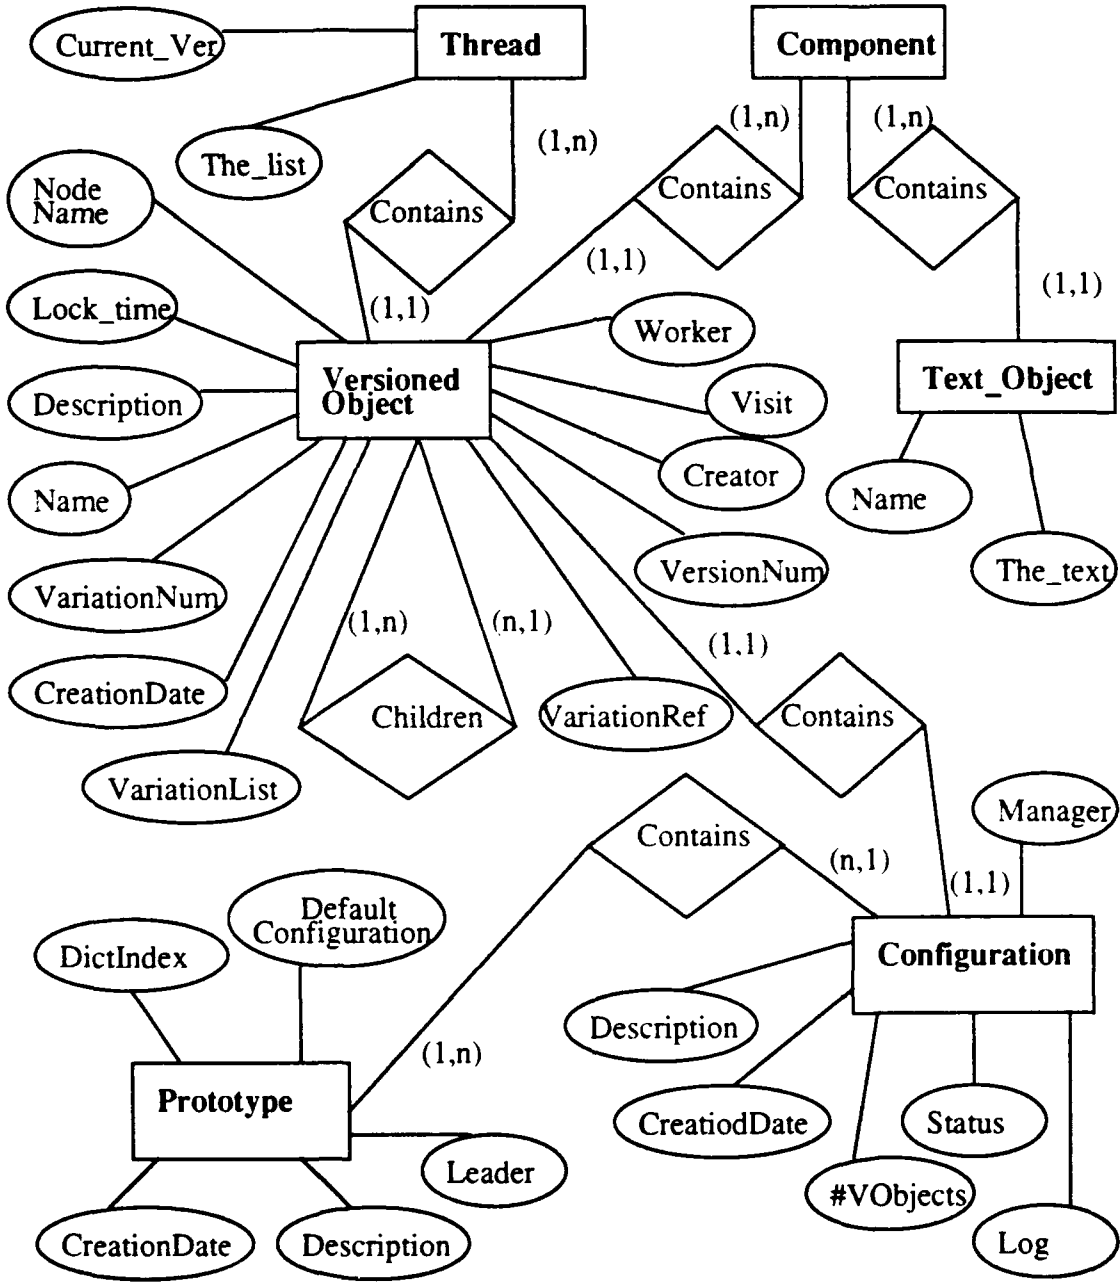 Current_Ver
Thread
Component
(1,n)
(1,n)
(1,n)
The_list
Node
Name
Contains
Contains
Contains
(1,1)
(1,1)
(1,1)
Lock_time
Worker
Versioned
Object
Text_Object
Description
Visit
Creator
Name
Name
VersionNum
The_text
VariationNum
(1,n)
(n,1)
(1,1)
CreationDate
Children
VariationRef
Contains
VariationList
Manager
Contains
(n,1)
(1,1)
Default
Configuration
DictIndex
Configuration
Description
(1,n)
Prototype
CreatiodDate
Status
Leader
#VObjects
CreationDate
Description
Log